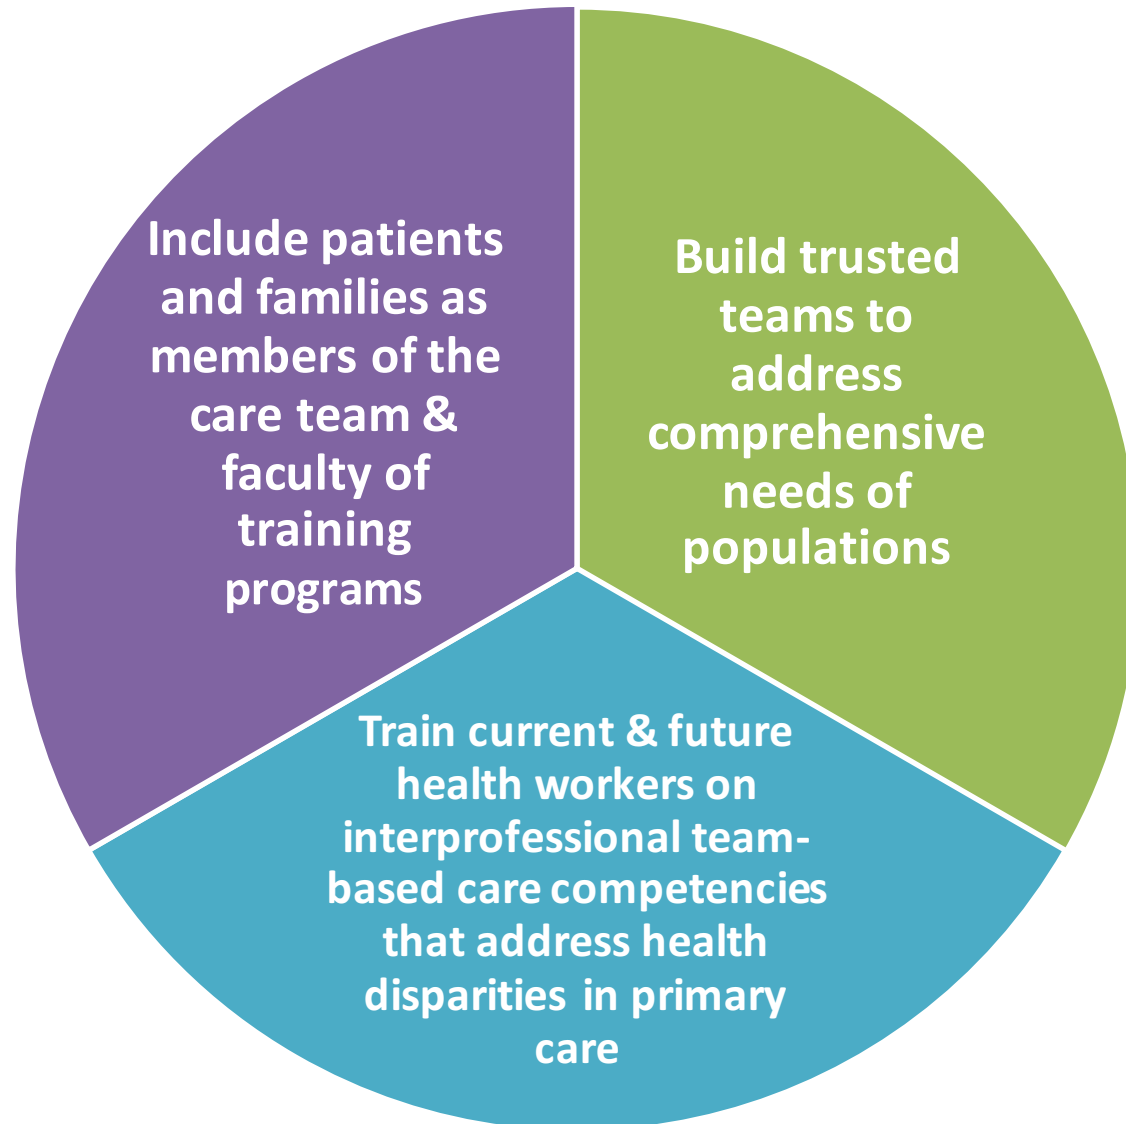 Include patients
and families as
members of the
care team &
faculty of
training
programs
Build trusted
teams to
address
comprehensive
needs of
populations
Train current & future
health workers on
interprofessional team-
based care competencies
that address health
disparities in primary
care